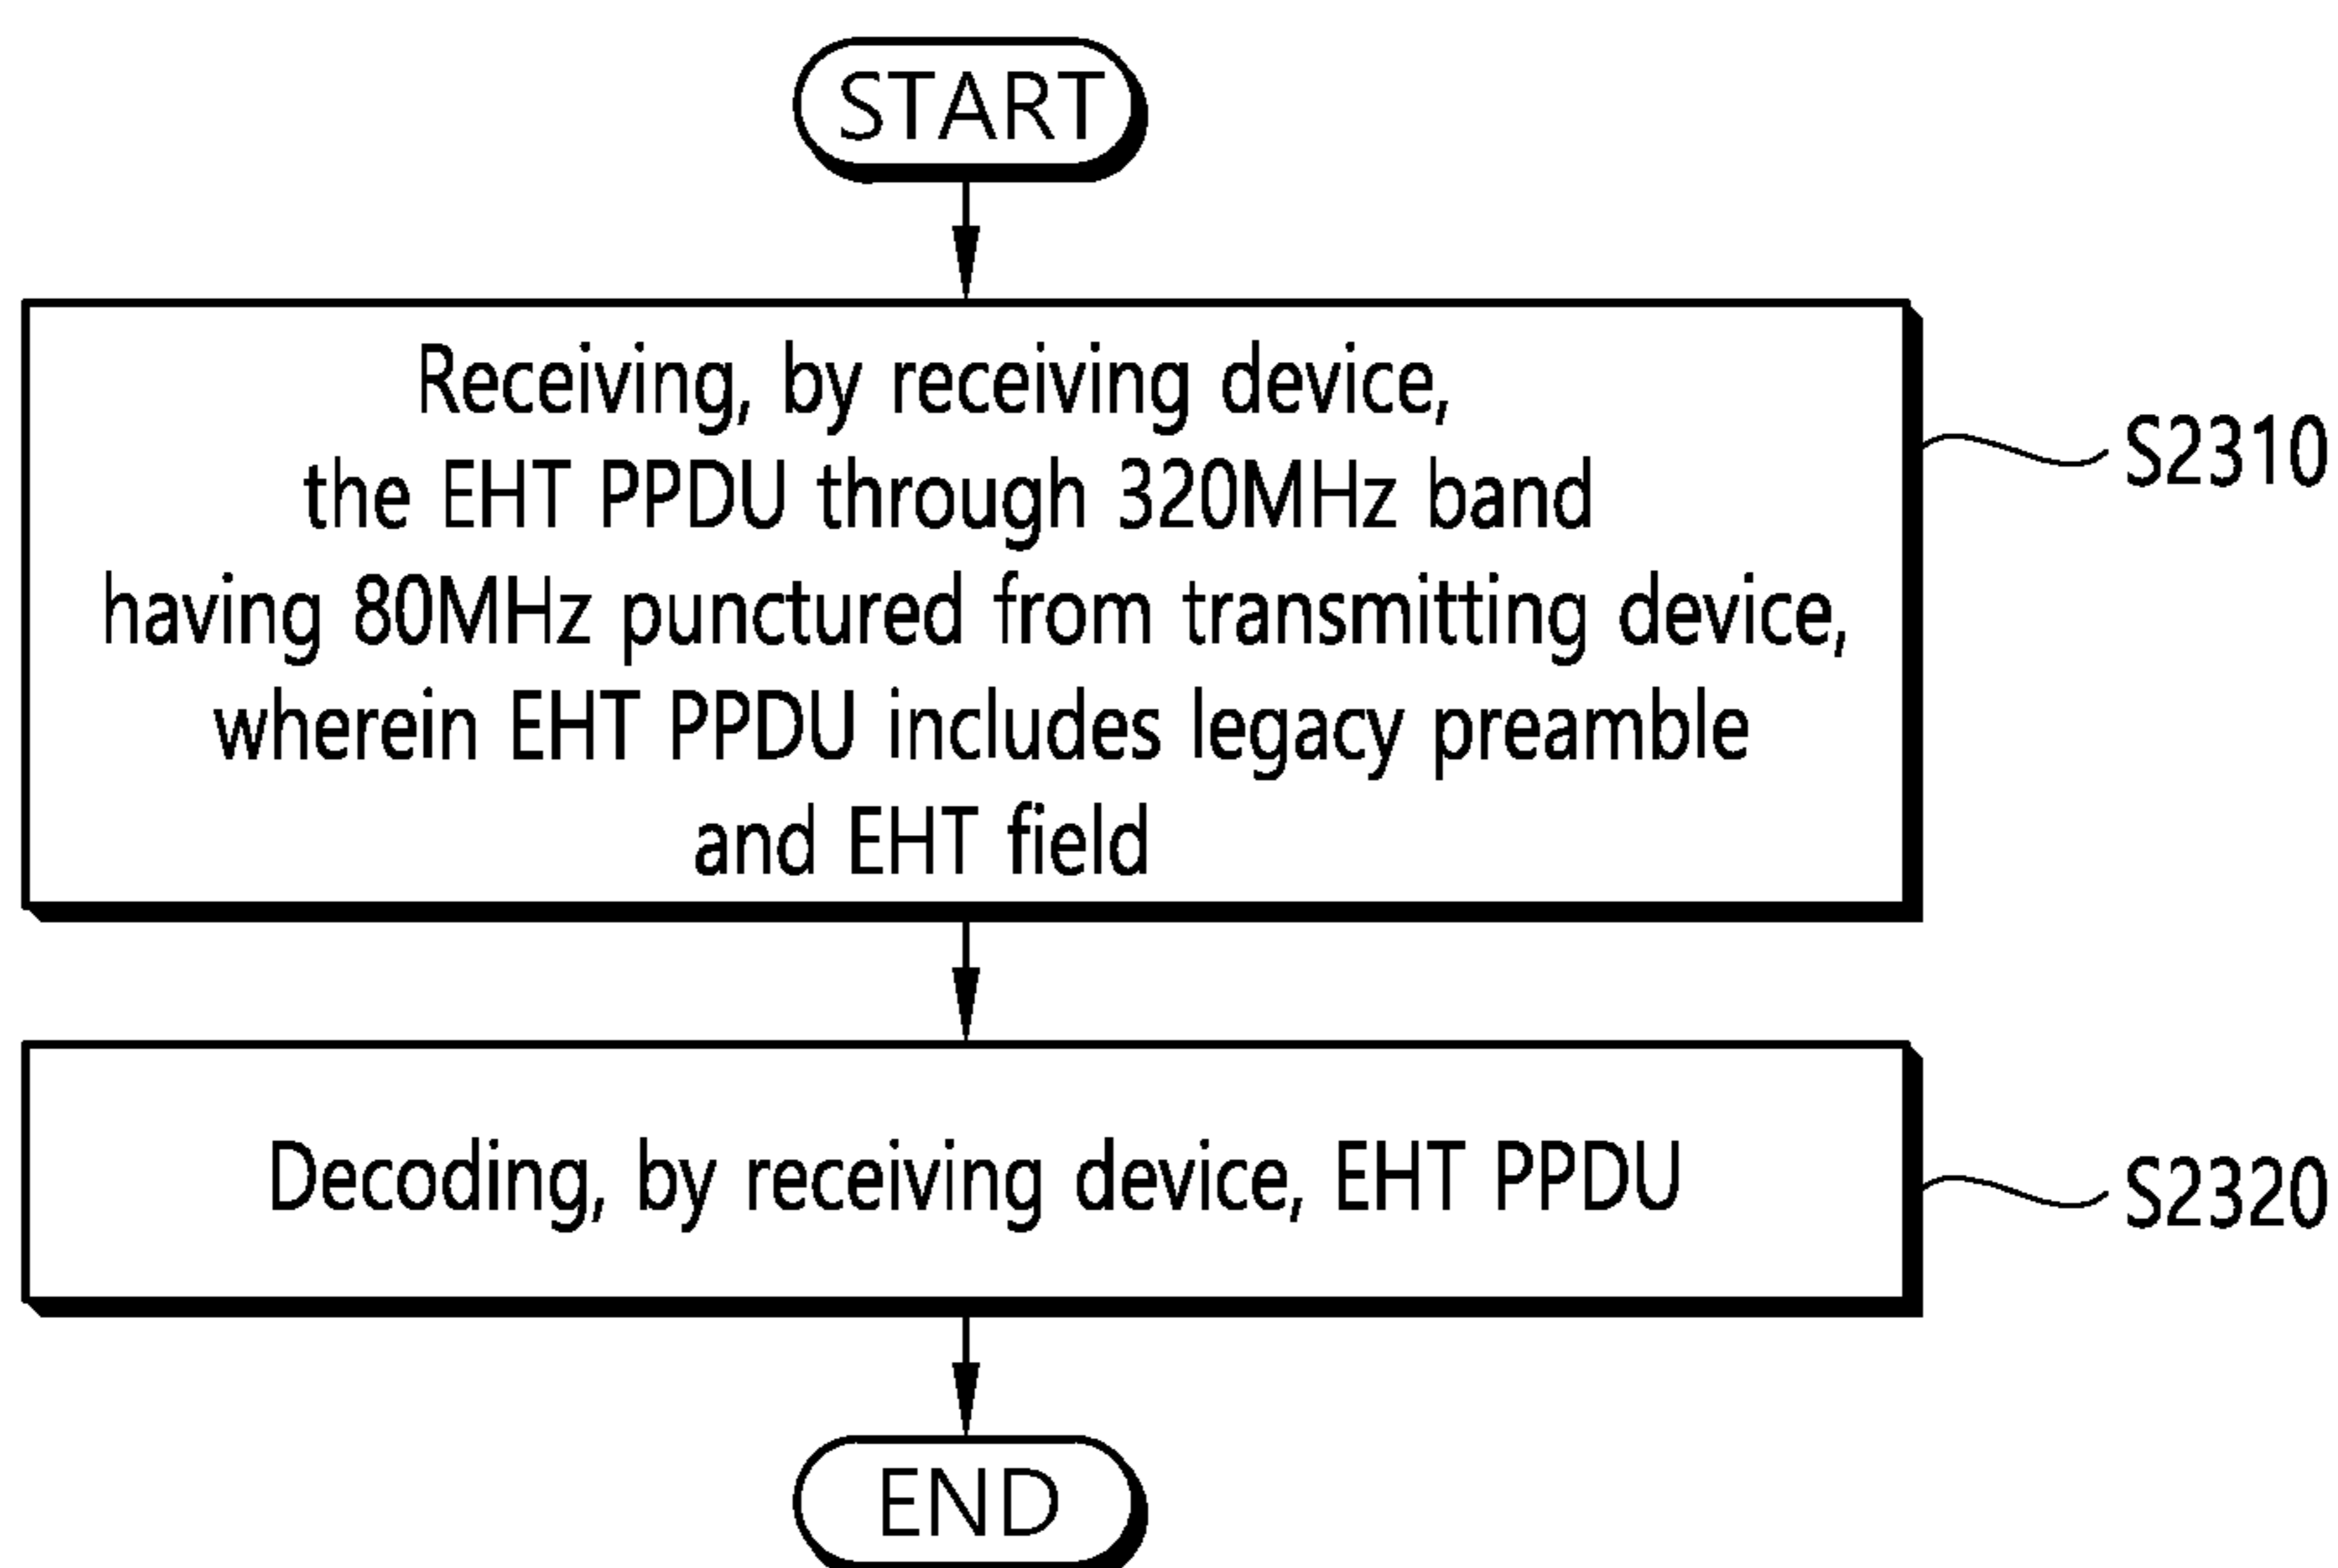 START
Receiving, by receiving device,
the EHT PPDU through 320MHz band
having 80MHz punctured from transmitting device,
wherein EHT PPDU includes legacy preamble
and EHT field
S2310
Decoding, by receiving device, EHT PPDU
S2320
END